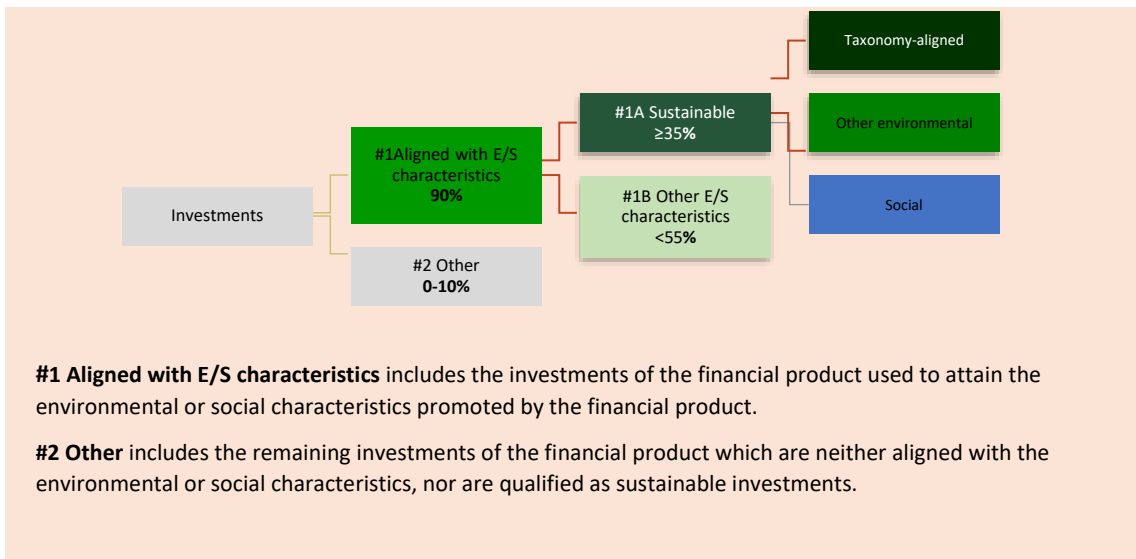 Taxonomy-aligned
#1A Sustainable
≥35%
Other environmental
#1Aligned with E/S
characteristics
90%
#1B Other E/S
characteristics
<55%
Social
Investments
#2 Other
0-10%
#1 Aligned with E/S characteristics includes the investments of the financial product used to attain the
environmental or social characteristics promoted by the financial product.
#2 Other includes the remaining investments of the financial product which are neither aligned with the
environmental or social characteristics, nor are qualified as sustainable investments.